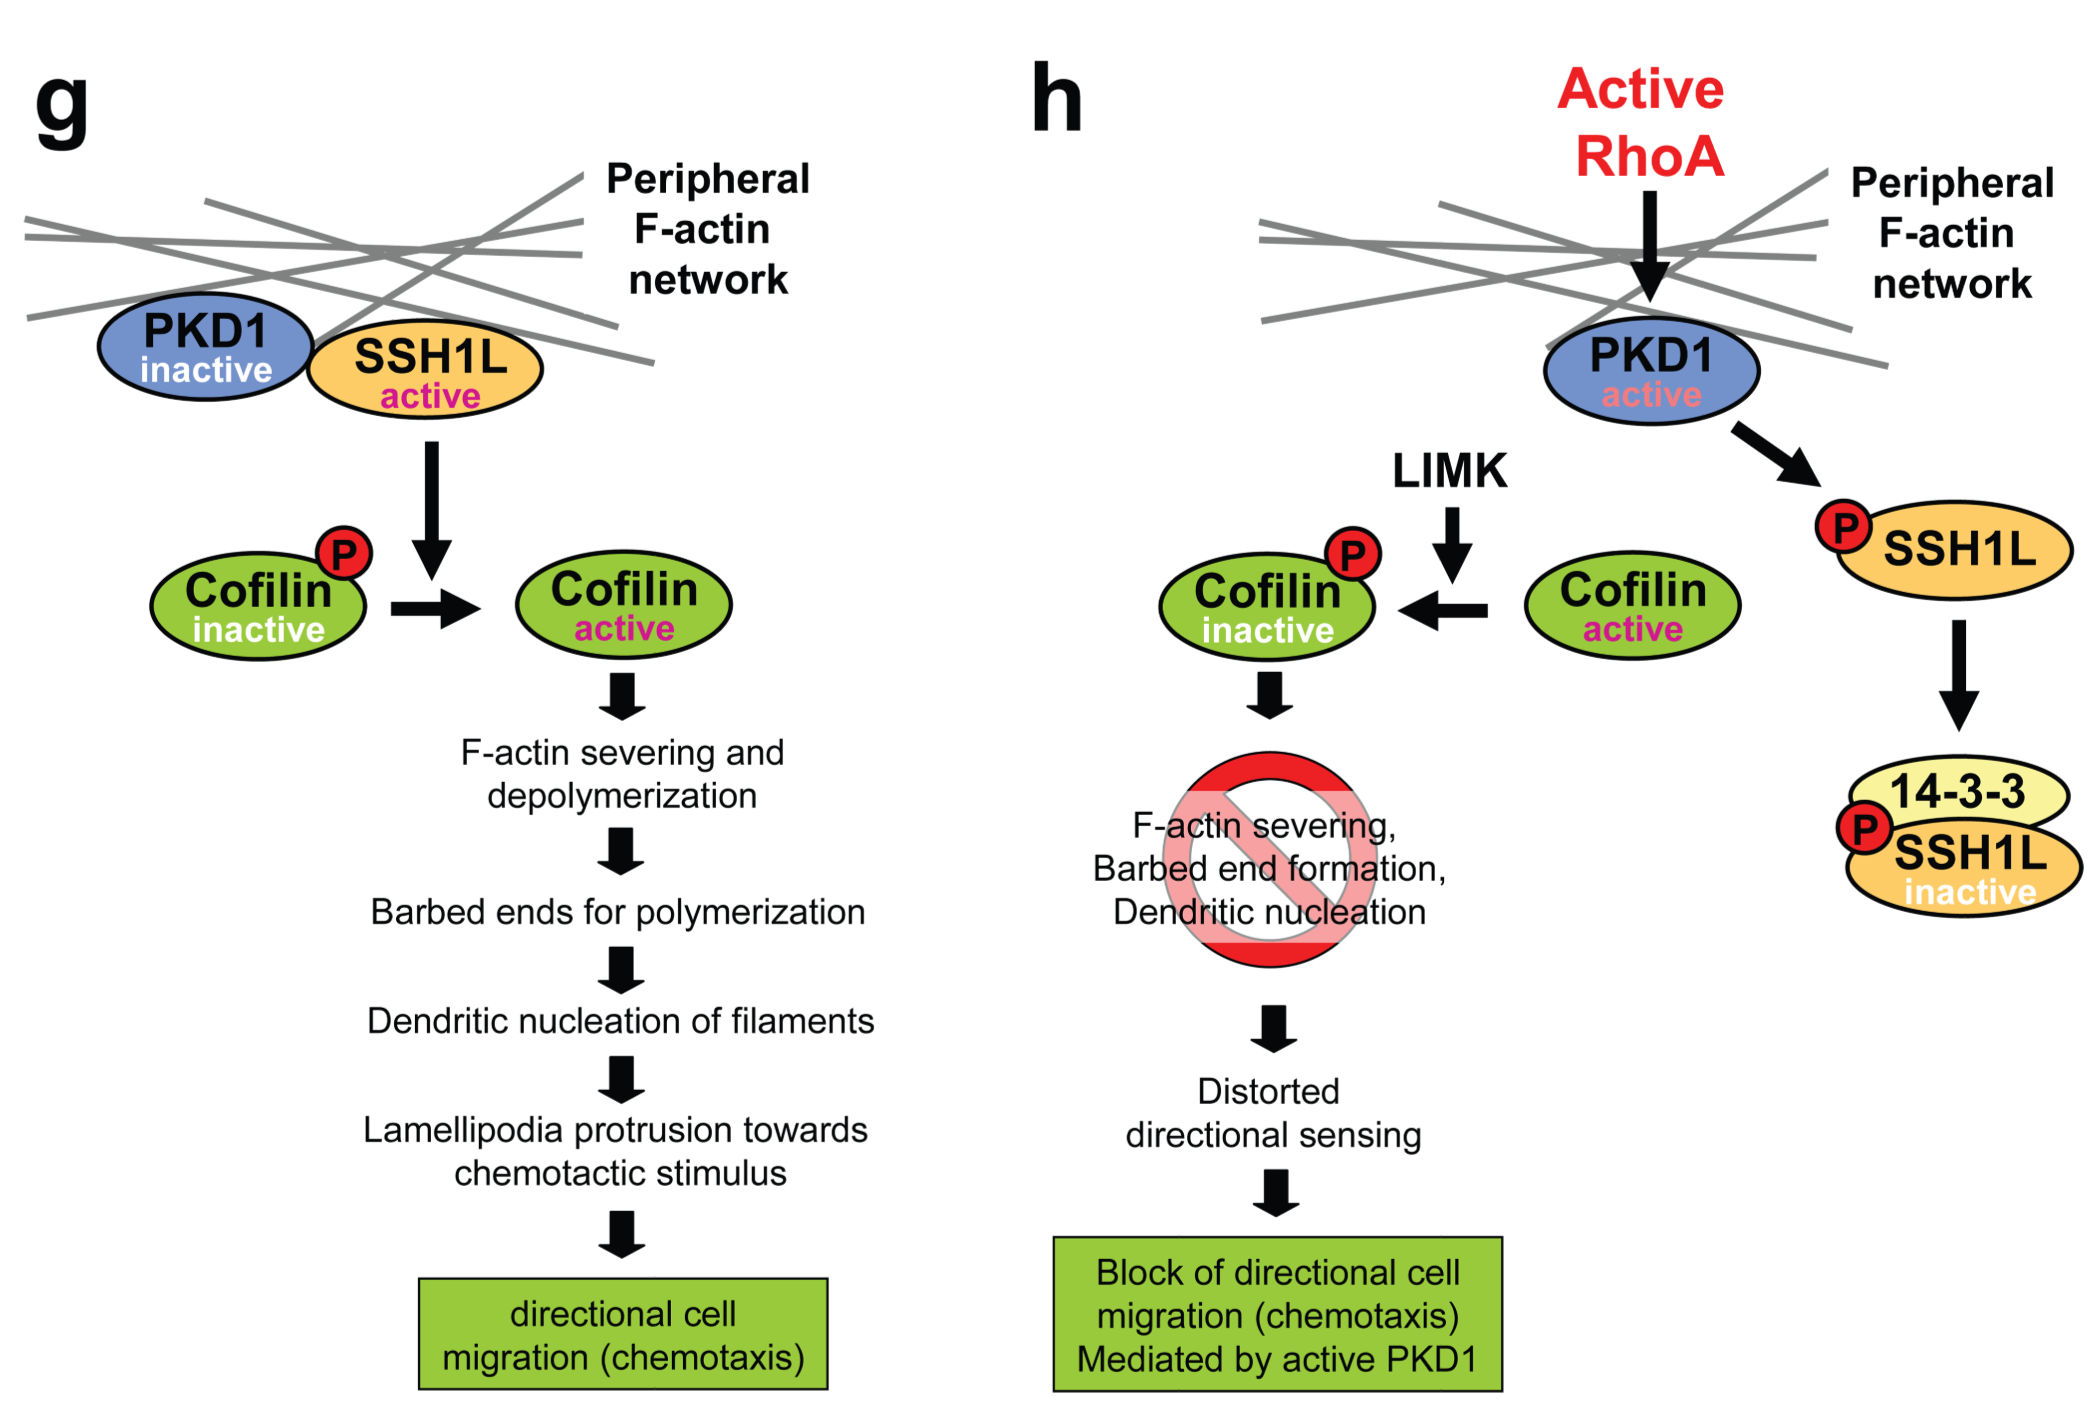 g
Peripheral
F-actin
network
PKD1
inactive
SSH1L
active
P
Cofilin
inactive
Cofilin
active
F-actin severing and
depolymerization
Barbed ends for polymerization
Dendritic nucleation of filaments
Lamellipodia protrusion towards
chemotactic stimulus
directional cell
migration (chemotaxis)
h
Active
RhoA
Peripheral
F-actin
network
PKD1
active
LIMK
P
SSH1L
P
Cofilin
inactive
Cofilin
active
14-3-3
P
SSH1L
inactive
F-actin severing,
Barbed end formation,
Dendritic nucleation
Distorted
directional sensing
Block of directional cell
migration (chemotaxis)
Mediated by active PKD1